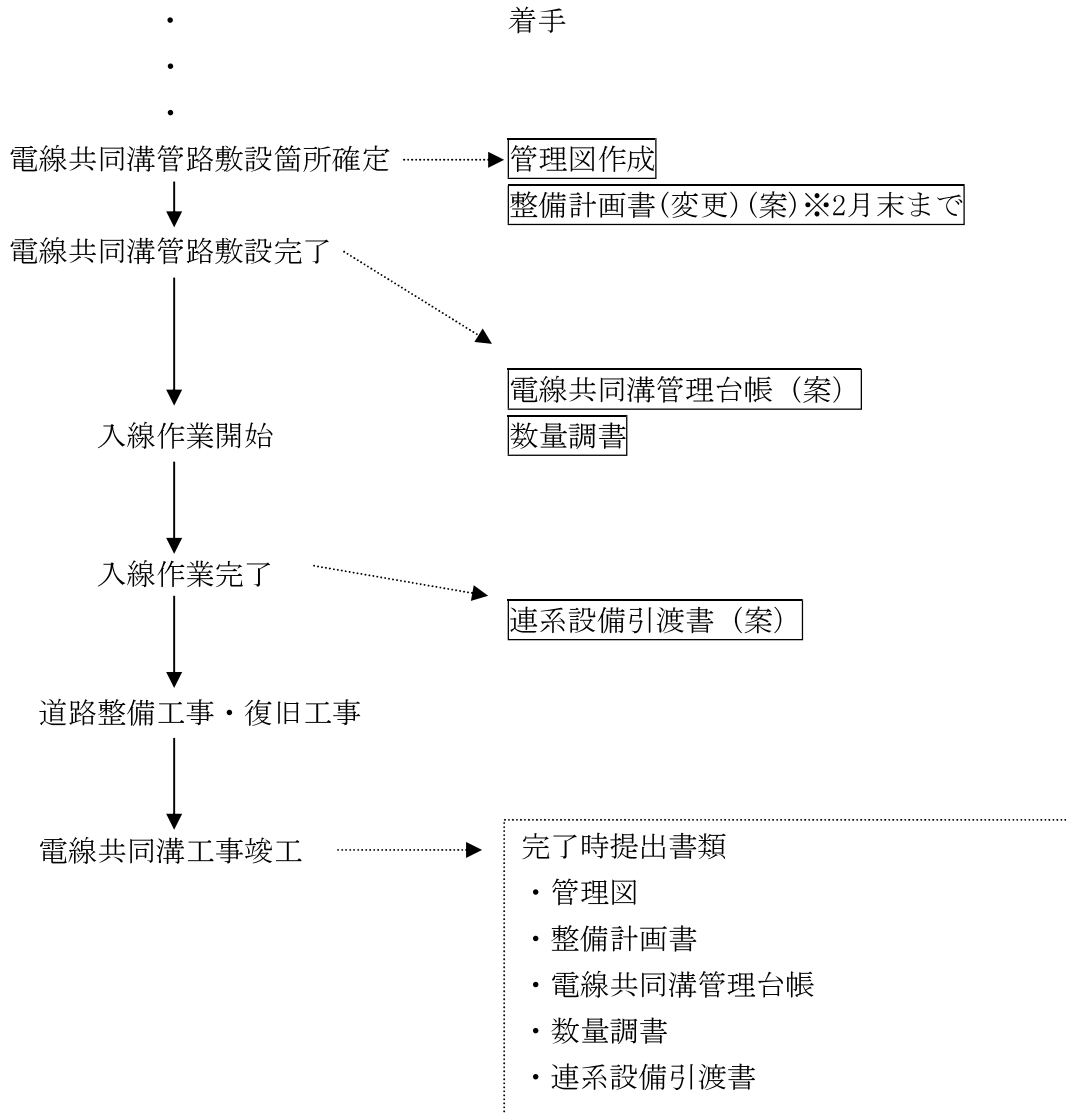 ・ 着手
・
・
電線共同溝管路敷設箇所確定 管理図作成
整備計画書(変更)(案)※2月末まで
電線共同溝管路敷設完了
電線共同溝管理台帳（案）
入線作業開始 数量調書
入線作業完了
連系設備引渡書（案）
道路整備工事・復旧工事
電線共同溝工事竣工 完了時提出書類
・管理図
・整備計画書
・電線共同溝管理台帳
・数量調書
・連系設備引渡書